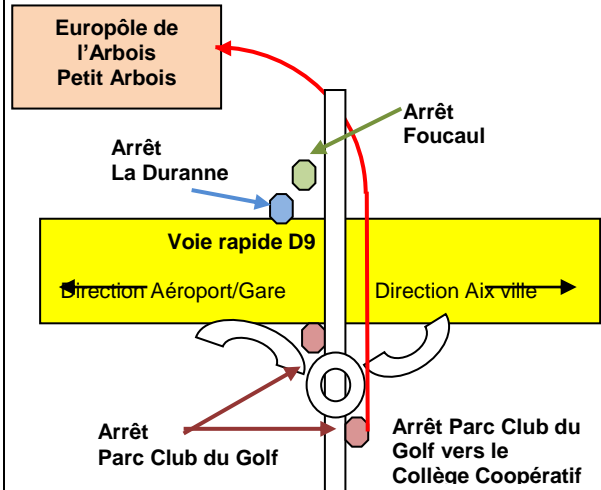 Europôle de
l'Arbois
Petit Arbois
Arrêt
Foucaul
Arrêt
La Duranne
Voie rapide D9
Direction Aéroport/Gare
Direction Aix ville
Arrêt
Parc Club du Golf
Arrêt Parc Club du
Golf vers le
Collège Coopératif